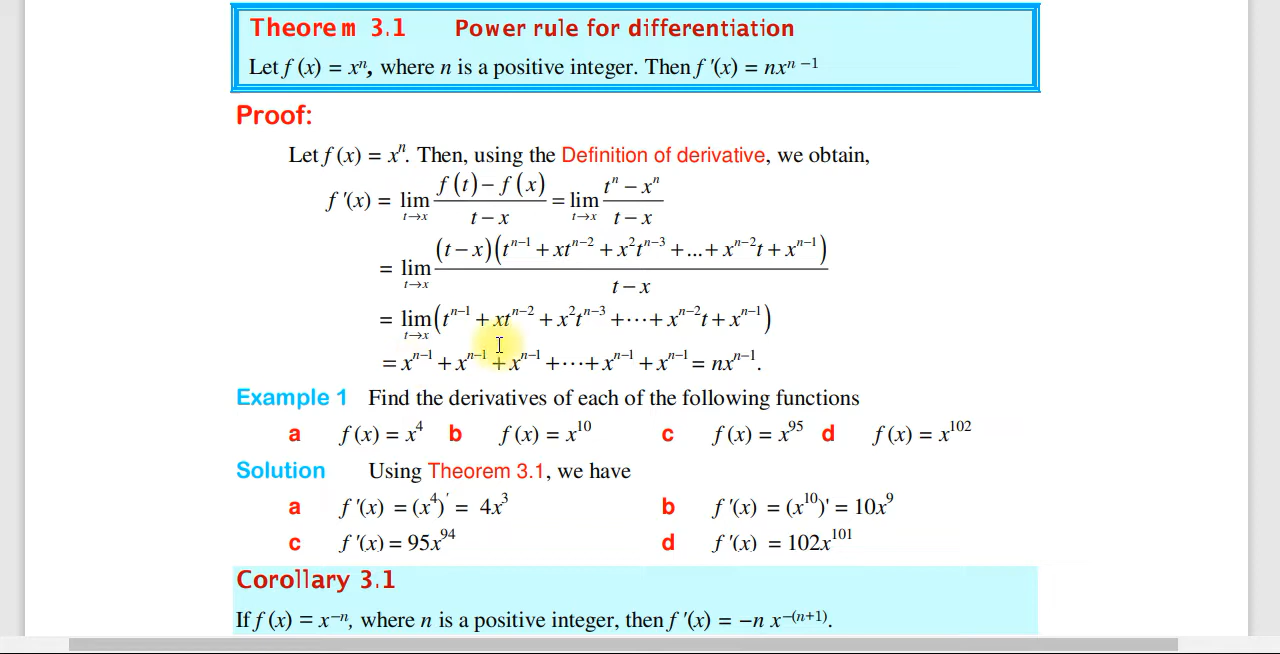 Theorem 3.1 Power rule for differentiation
Let f (x) = xⁿ, where n is a positive integer. Then f ′(x) = nxⁿ ⁻¹
Proof:
Let f (x) = xⁿ. Then, using the Definition of derivative, we obtain,
f ′(x) = lim_{t→x} (f(t) − f(x))/(t − x) = lim_{t→x} (tⁿ − xⁿ)/(t − x)
= lim_{t→x} ((t − x)(tⁿ⁻¹ + xtⁿ⁻² + x²tⁿ⁻³ + ... + xⁿ⁻²t + xⁿ⁻¹))/(t − x)
= lim_{t→x} (tⁿ⁻¹ + xtⁿ⁻² + x²tⁿ⁻³ + ⋯ + xⁿ⁻²t + xⁿ⁻¹)
= xⁿ⁻¹ + xⁿ⁻¹ + xⁿ⁻¹ + ⋯ + xⁿ⁻¹ + xⁿ⁻¹ = nxⁿ⁻¹.
Example 1 Find the derivatives of each of the following functions
a f (x) = x⁴ b f (x) = x¹⁰ c f (x) = x⁹⁵ d f (x) = x¹⁰²
Solution Using Theorem 3.1, we have
a f ′(x) = (x⁴)′ = 4x³ b f ′(x) = (x¹⁰)' = 10x⁹
c f ′(x) = 95x⁹⁴ d f ′(x) = 102x¹⁰¹
Corollary 3.1
If f (x) = x⁻ⁿ, where n is a positive integer, then f ′(x) = −n x⁻⁽ⁿ⁺¹⁾.